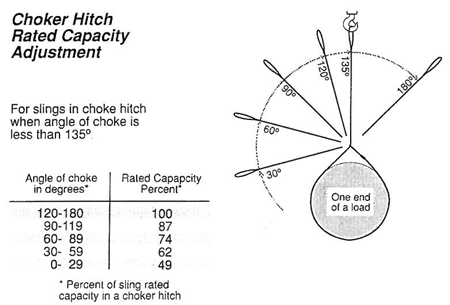 Choker Hitch
Rated Capacity
Adjustment
For slings in choke hitch
when angle of choke is
less than 135º.
Angle of choke Rated Capapcity
in degrees* Percent*
120-180 100
90-119 87
60- 89 74
30- 59 62
0- 29 49
* Percent of sling rated
capacity in a choker hitch
30º
60º
90º
120º
135º
180º
One end
of a load